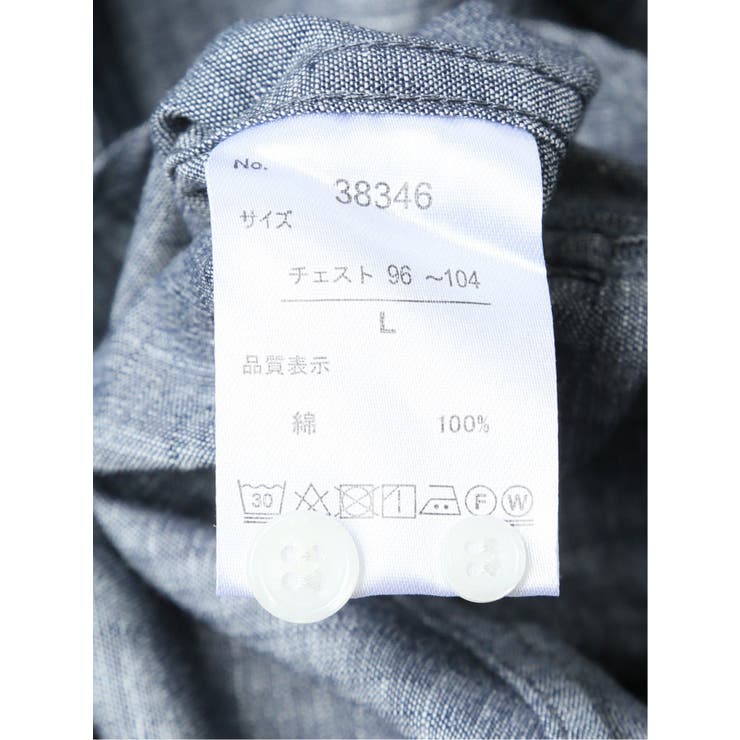 No. 38346
サイズ
チェスト 96 ～104
L
品質表示
綿 100%
30 F W